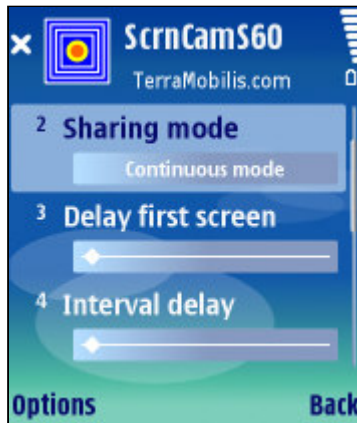 ScrnCamS60
TerraMobilis.com
2 Sharing mode
Continuous mode
3 Delay first screen
4 Interval delay
Options Back